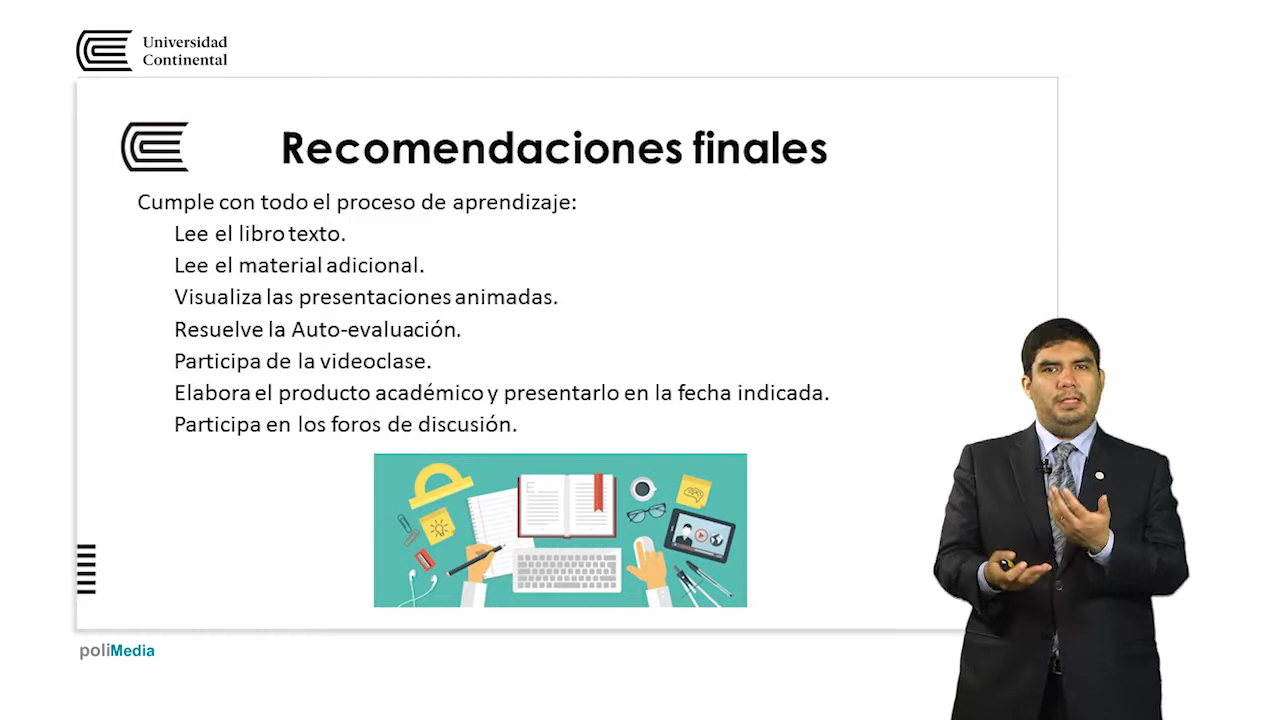 Universidad
Continental
Recomendaciones finales
Cumple con todo el proceso de aprendizaje:
Lee el libro texto.
Lee el material adicional.
Visualiza las presentaciones animadas.
Resuelve la Auto-evaluación.
Participa de la videoclase.
Elabora el producto académico y presentarlo en la fecha indicada.
Participa en los foros de discusión.
E
poliMedia